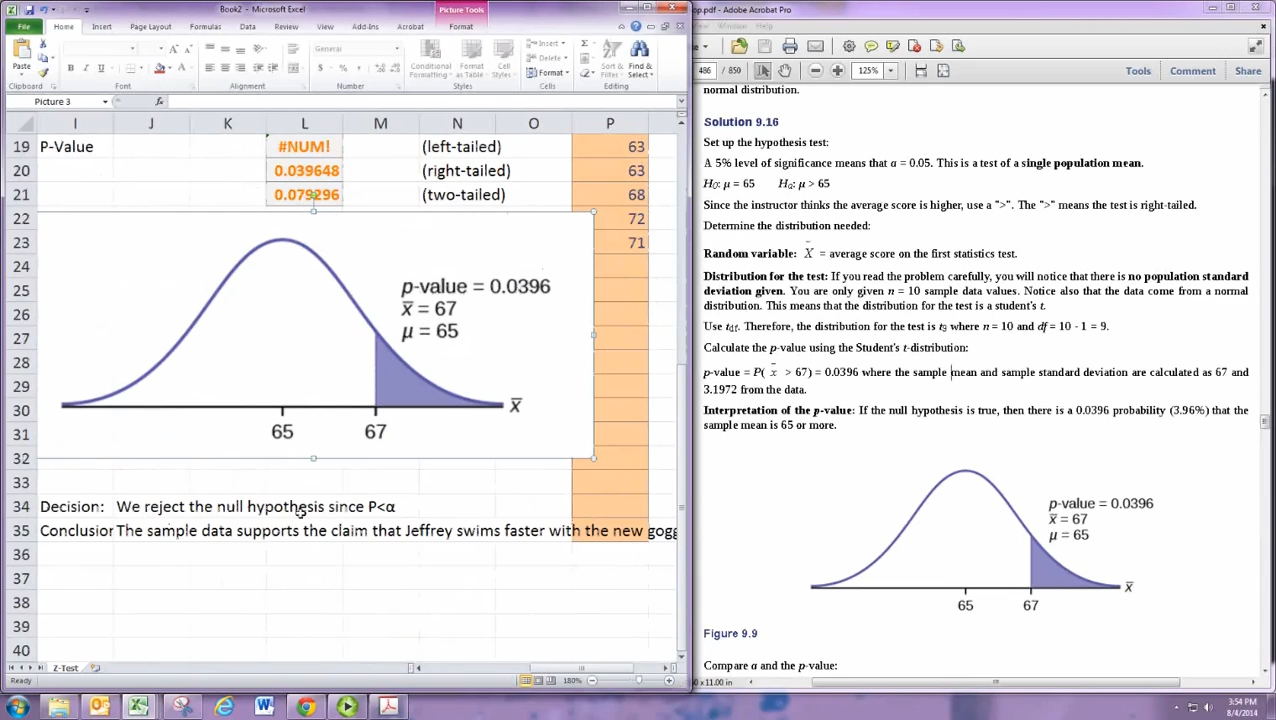 Book2 - Microsoft Excel
Picture Tools
File Home Insert Page Layout Formulas Data Review View Add-Ins Acrobat Format
Paste
General
Conditional Formatting
Format as Table
Cell Styles
Insert
Delete
Format
Sort & Filter
Find & Select
Clipboard Font Alignment Number Styles Cells Editing
Picture 3 fx
I J K L M N O P
19 P-Value #NUM! (left-tailed) 63
20 0.039648 (right-tailed) 63
21 0.079296 (two-tailed) 68
22 72
23 71
24
25
26
27
28
29
30
31
32
p-value = 0.0396
x̄ = 67
μ = 65
x̄
65 67
33
34 Decision: We reject the null hypothesis since P<α
35 Conclusior The sample data supports the claim that Jeffrey swims faster with the new gogg
36
37
38
39
40
Z-Test
Ready 180%
op.pdf - Adobe Acrobat Pro
486 / 850 125% Tools Comment Share
normal distribution.
Solution 9.16
Set up the hypothesis test:
A 5% level of significance means that α = 0.05. This is a test of a single population mean.
H0: μ = 65 Ha: μ > 65
Since the instructor thinks the average score is higher, use a ">". The ">" means the test is right-tailed.
Determine the distribution needed:
Random variable: X̄ = average score on the first statistics test.
Distribution for the test: If you read the problem carefully, you will notice that there is no population standard
deviation given. You are only given n = 10 sample data values. Notice also that the data come from a normal
distribution. This means that the distribution for the test is a student's t.
Use tdf. Therefore, the distribution for the test is t9 where n = 10 and df = 10 - 1 = 9.
Calculate the p-value using the Student's t-distribution:
p-value = P( x̄ > 67) = 0.0396 where the sample mean and sample standard deviation are calculated as 67 and
3.1972 from the data.
Interpretation of the p-value: If the null hypothesis is true, then there is a 0.0396 probability (3.96%) that the
sample mean is 65 or more.
p-value = 0.0396
x̄ = 67
μ = 65
x̄
65 67
Figure 9.9
Compare α and the p-value:
0 x 11.00 in
3:54 PM
8/4/2014